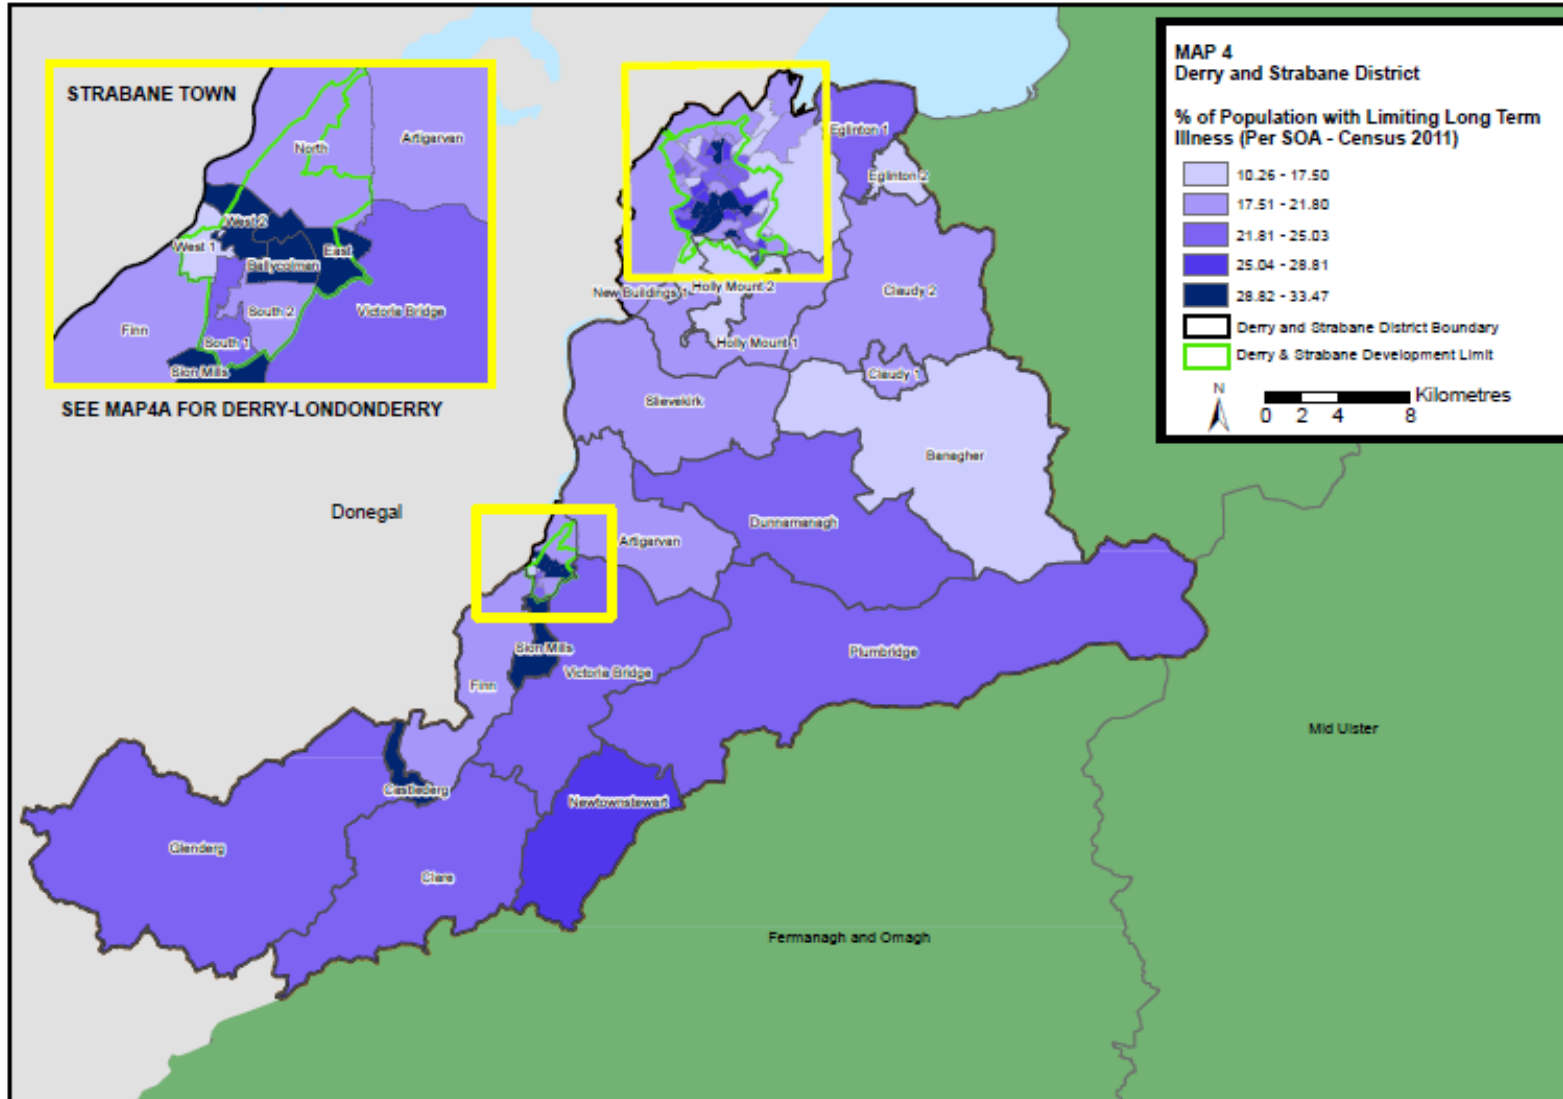 STRABANE TOWN
Artigarvan
North
West 2
West 1
East
Ballycolman
South 2
Victoria Bridge
Finn
South 1
Sion Mills
SEE MAP4A FOR DERRY-LONDONDERRY
MAP 4
Derry and Strabane District
% of Population with Limiting Long Term
Illness (Per SOA - Census 2011)
10.26 - 17.50
17.51 - 21.80
21.81 - 25.03
25.04 - 28.81
28.82 - 33.47
Derry and Strabane District Boundary
Derry & Strabane Development Limit
N
Kilometres
0 2 4 8
Eglinton 1
Eglinton 2
New Buildings 1
Holly Mount 2
Claudy 2
Holly Mount 1
Claudy 1
Slievekirk
Banagher
Donegal
Dunnamanagh
Artigarvan
Sion Mills
Plumbridge
Victoria Bridge
Finn
Mid Ulster
Castlederg
Newtownstewart
Glenderg
Clare
Fermanagh and Omagh